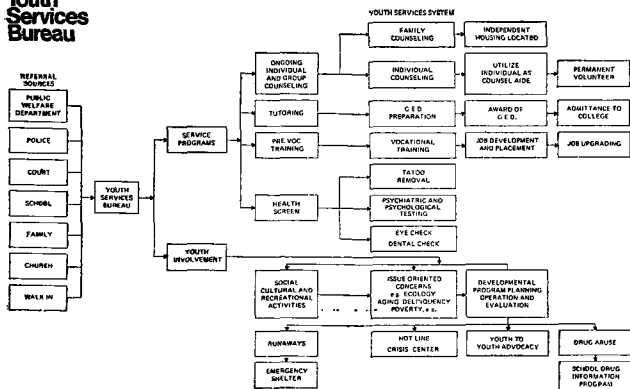 Youth
Services
Bureau
YOUTH SERVICES SYSTEM
REFERRAL
SOURCES
PUBLIC
WELFARE
DEPARTMENT
POLICE
COURT
SCHOOL
FAMILY
CHURCH
WALK IN
YOUTH
SERVICES
BUREAU
SERVICE
PROGRAMS
YOUTH
INVOLVEMENT
ONGOING
INDIVIDUAL
AND GROUP
COUNSELING
FAMILY
COUNSELING
INDEPENDENT
HOUSING LOCATED
INDIVIDUAL
COUNSELING
UTILIZE
INDIVIDUAL AS
COUNSEL AIDE
PERMANENT
VOLUNTEER
TUTORING
G E D
PREPARATION
AWARD OF
G.E.D.
ADMITTANCE TO
COLLEGE
PRE VOC
TRAINING
VOCATIONAL
TRAINING
JOB DEVELOPMENT
AND PLACEMENT
JOB UPGRADING
HEALTH
SCREEN
TATOO
REMOVAL
PSYCHIATRIC AND
PSYCHOLOGICAL
TESTING
EYE CHECK
DENTAL CHECK
SOCIAL
CULTURAL AND
RECREATIONAL
ACTIVITIES
ISSUE ORIENTED
CONCERNS
e.g. ECOLOGY
AGING DELINQUENCY
POVERTY,
DEVELOPMENTAL
PROGRAM PLANNING
OPERATION AND
EVALUATION
RUNAWAYS
EMERGENCY
SHELTER
HOT LINE
CRISIS CENTER
YOUTH TO
YOUTH ADVOCACY
DRUG ABUSE
SCHOOL DRUG
INFORMATION
PROGRAM